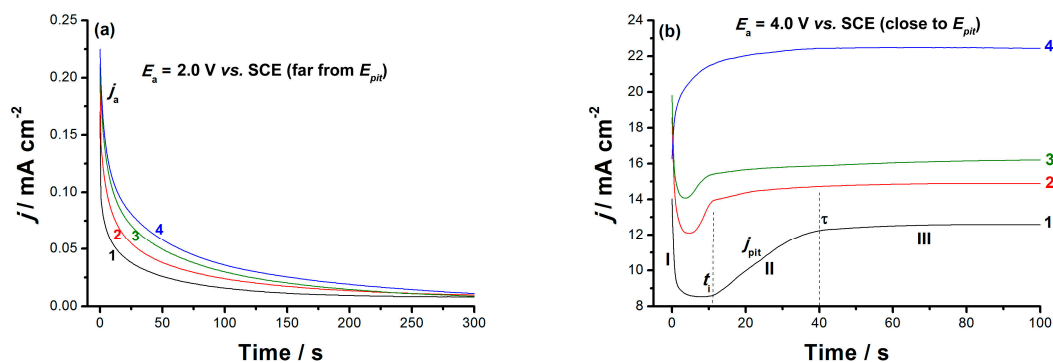 (a)
E_a = 2.0 V vs. SCE (far from E_pit)
j_a
1
2
3
4
0.25
0.20
0.15
0.10
0.05
0.00
0
50
100
150
200
250
300
j / mA cm⁻²
Time / s
(b)
E_a = 4.0 V vs. SCE (close to E_pit)
4
3
2
1
I
t_i
j_pit
II
τ
III
24
22
20
18
16
14
12
10
8
0
20
40
60
80
100
j / mA cm⁻²
Time / s